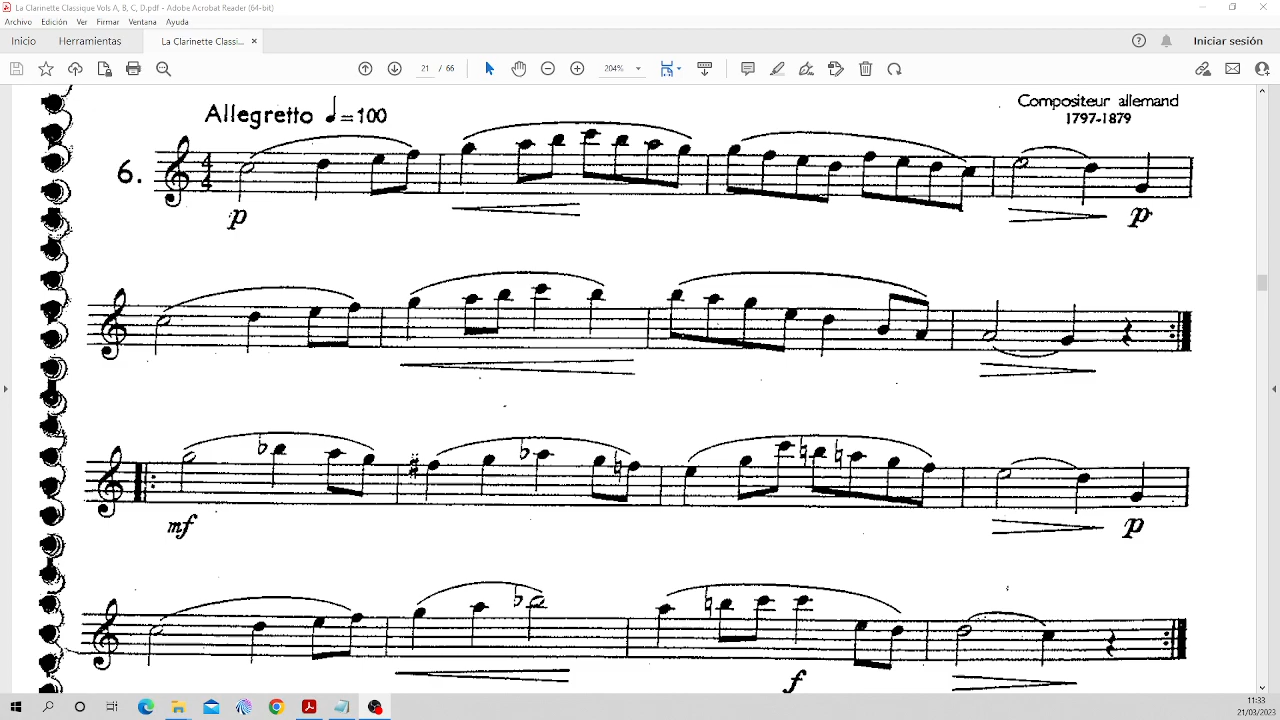 La Clarinette Classique Vols A, B, C, D.pdf - Adobe Acrobat Reader (64-bit)
Archivo Edición Ver Firmar Ventana Ayuda
Inicio Herramientas La Clarinette Classi... × Iniciar sesión
21 / 66 204%
Allegretto ♩=100
Compositeur allemand
1797-1879
6.
4
4
p
p
mf
p
f
11:33
21/03/2023